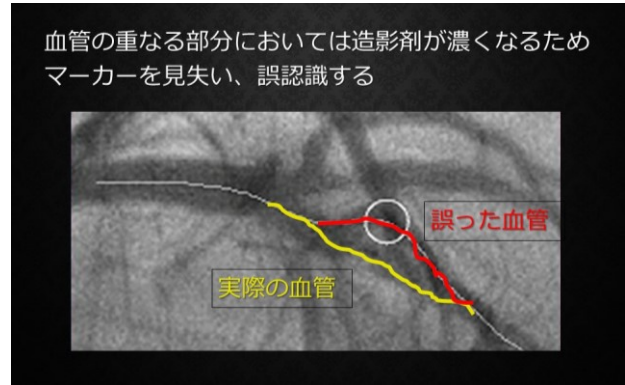 血管の重なる部分においては造影剤が濃くなるため
マーカーを見失い、誤認識する
誤った血管
実際の血管